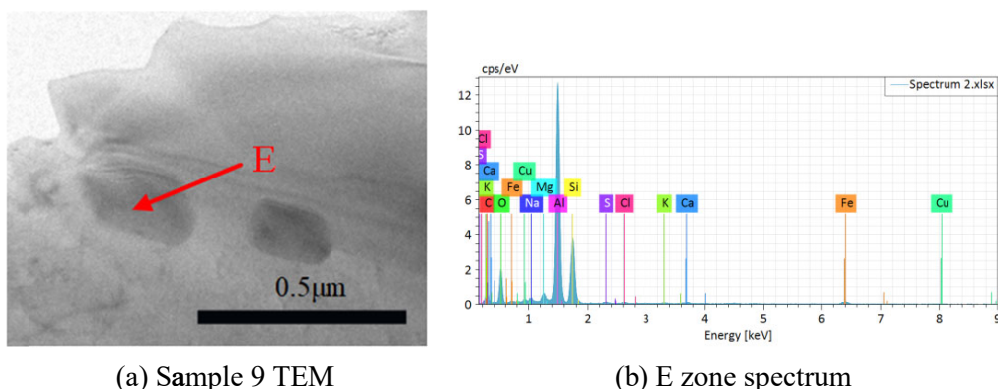 E
0.5μm
(a) Sample 9 TEM
cps/eV
Spectrum 2.xlsx
12
10
8
6
4
2
0
Cl
S
Ca Cu
K Fe Mg Si
C O Na Al S Cl K Ca Fe Cu
1 2 3 4 5 6 7 8 9
Energy [keV]
(b) E zone spectrum